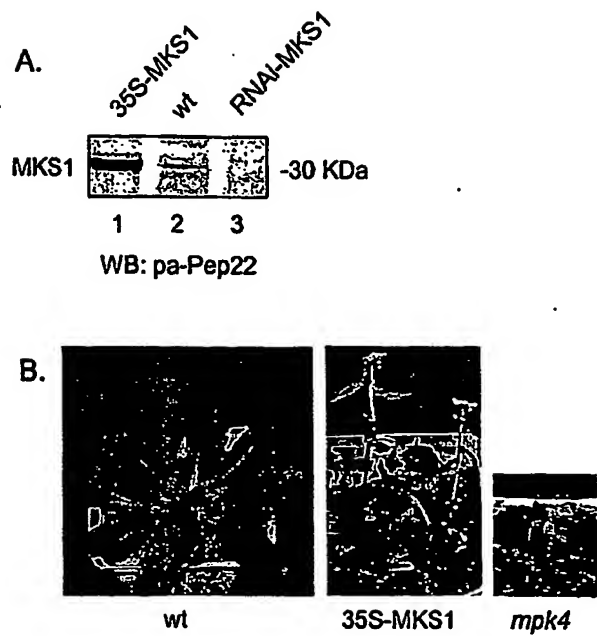 A.
35S-MKS1
wt
RNAi-MKS1
MKS1
-30 KDa
1 2 3
WB: pa-Pep22
B.
wt
35S-MKS1
mpk4